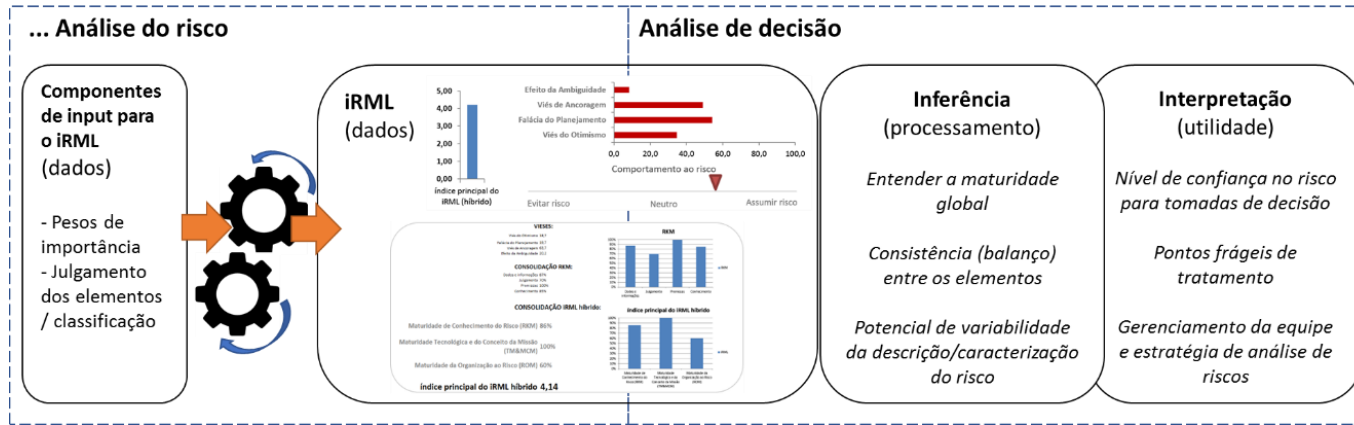 ... Análise do risco
Análise de decisão
Componentes
de input para
o iRML
(dados)
- Pesos de
importância
- Julgamento
dos elementos
/ classificação
iRML
(dados)
5,00
4,00
3,00
2,00
1,00
0,00
índice principal do
iRML (híbrido)
Efeito da Ambiguidade
Viés de Ancoragem
Falácia do Planejamento
Viés do Otimismo
0,0 20,0 40,0 60,0 80,0 100,0
Comportamento ao risco
Evitar risco Neutro Assumir risco
VIESES:
CONSOLIDAÇÃO RKM:
CONSOLIDAÇÃO IRML híbrido:
Maturidade de Conhecimento do Risco (RKM) 86%
Maturidade Tecnológica e do Conceito da Missão
(TM&MCM) 100%
Maturidade de Organização ao Risco (ROM) 60%
índice principal do iRML híbrido 4,14
RKM
índice principal do iRML híbrido
Inferência
(processamento)
Entender a maturidade
global
Consistência (balanço)
entre os elementos
Potencial de variabilidade
da descrição/caracterização
do risco
Interpretação
(utilidade)
Nível de confiança no risco
para tomadas de decisão
Pontos frágeis de
tratamento
Gerenciamento da equipe
e estratégia de análise de
riscos